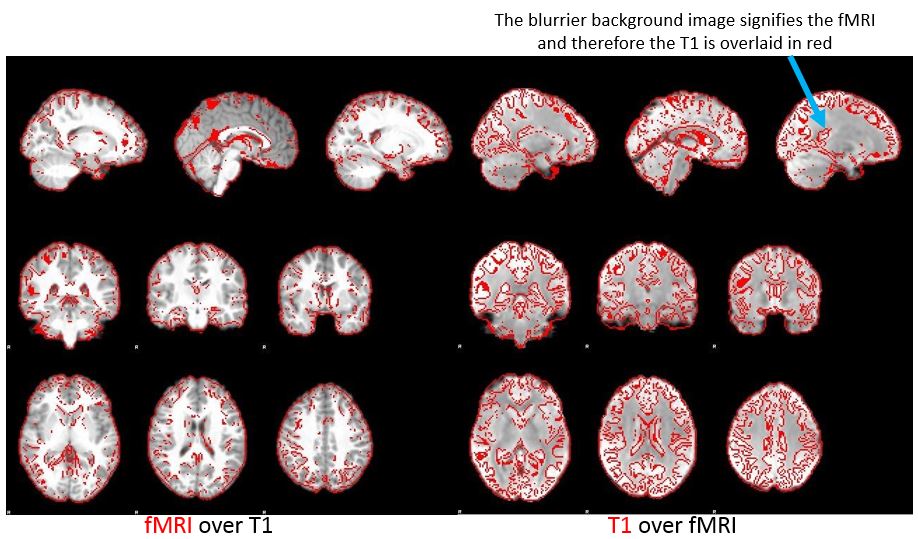 The blurrier background image signifies the fMRI
and therefore the T1 is overlaid in red
fMRI over T1
T1 over fMRI